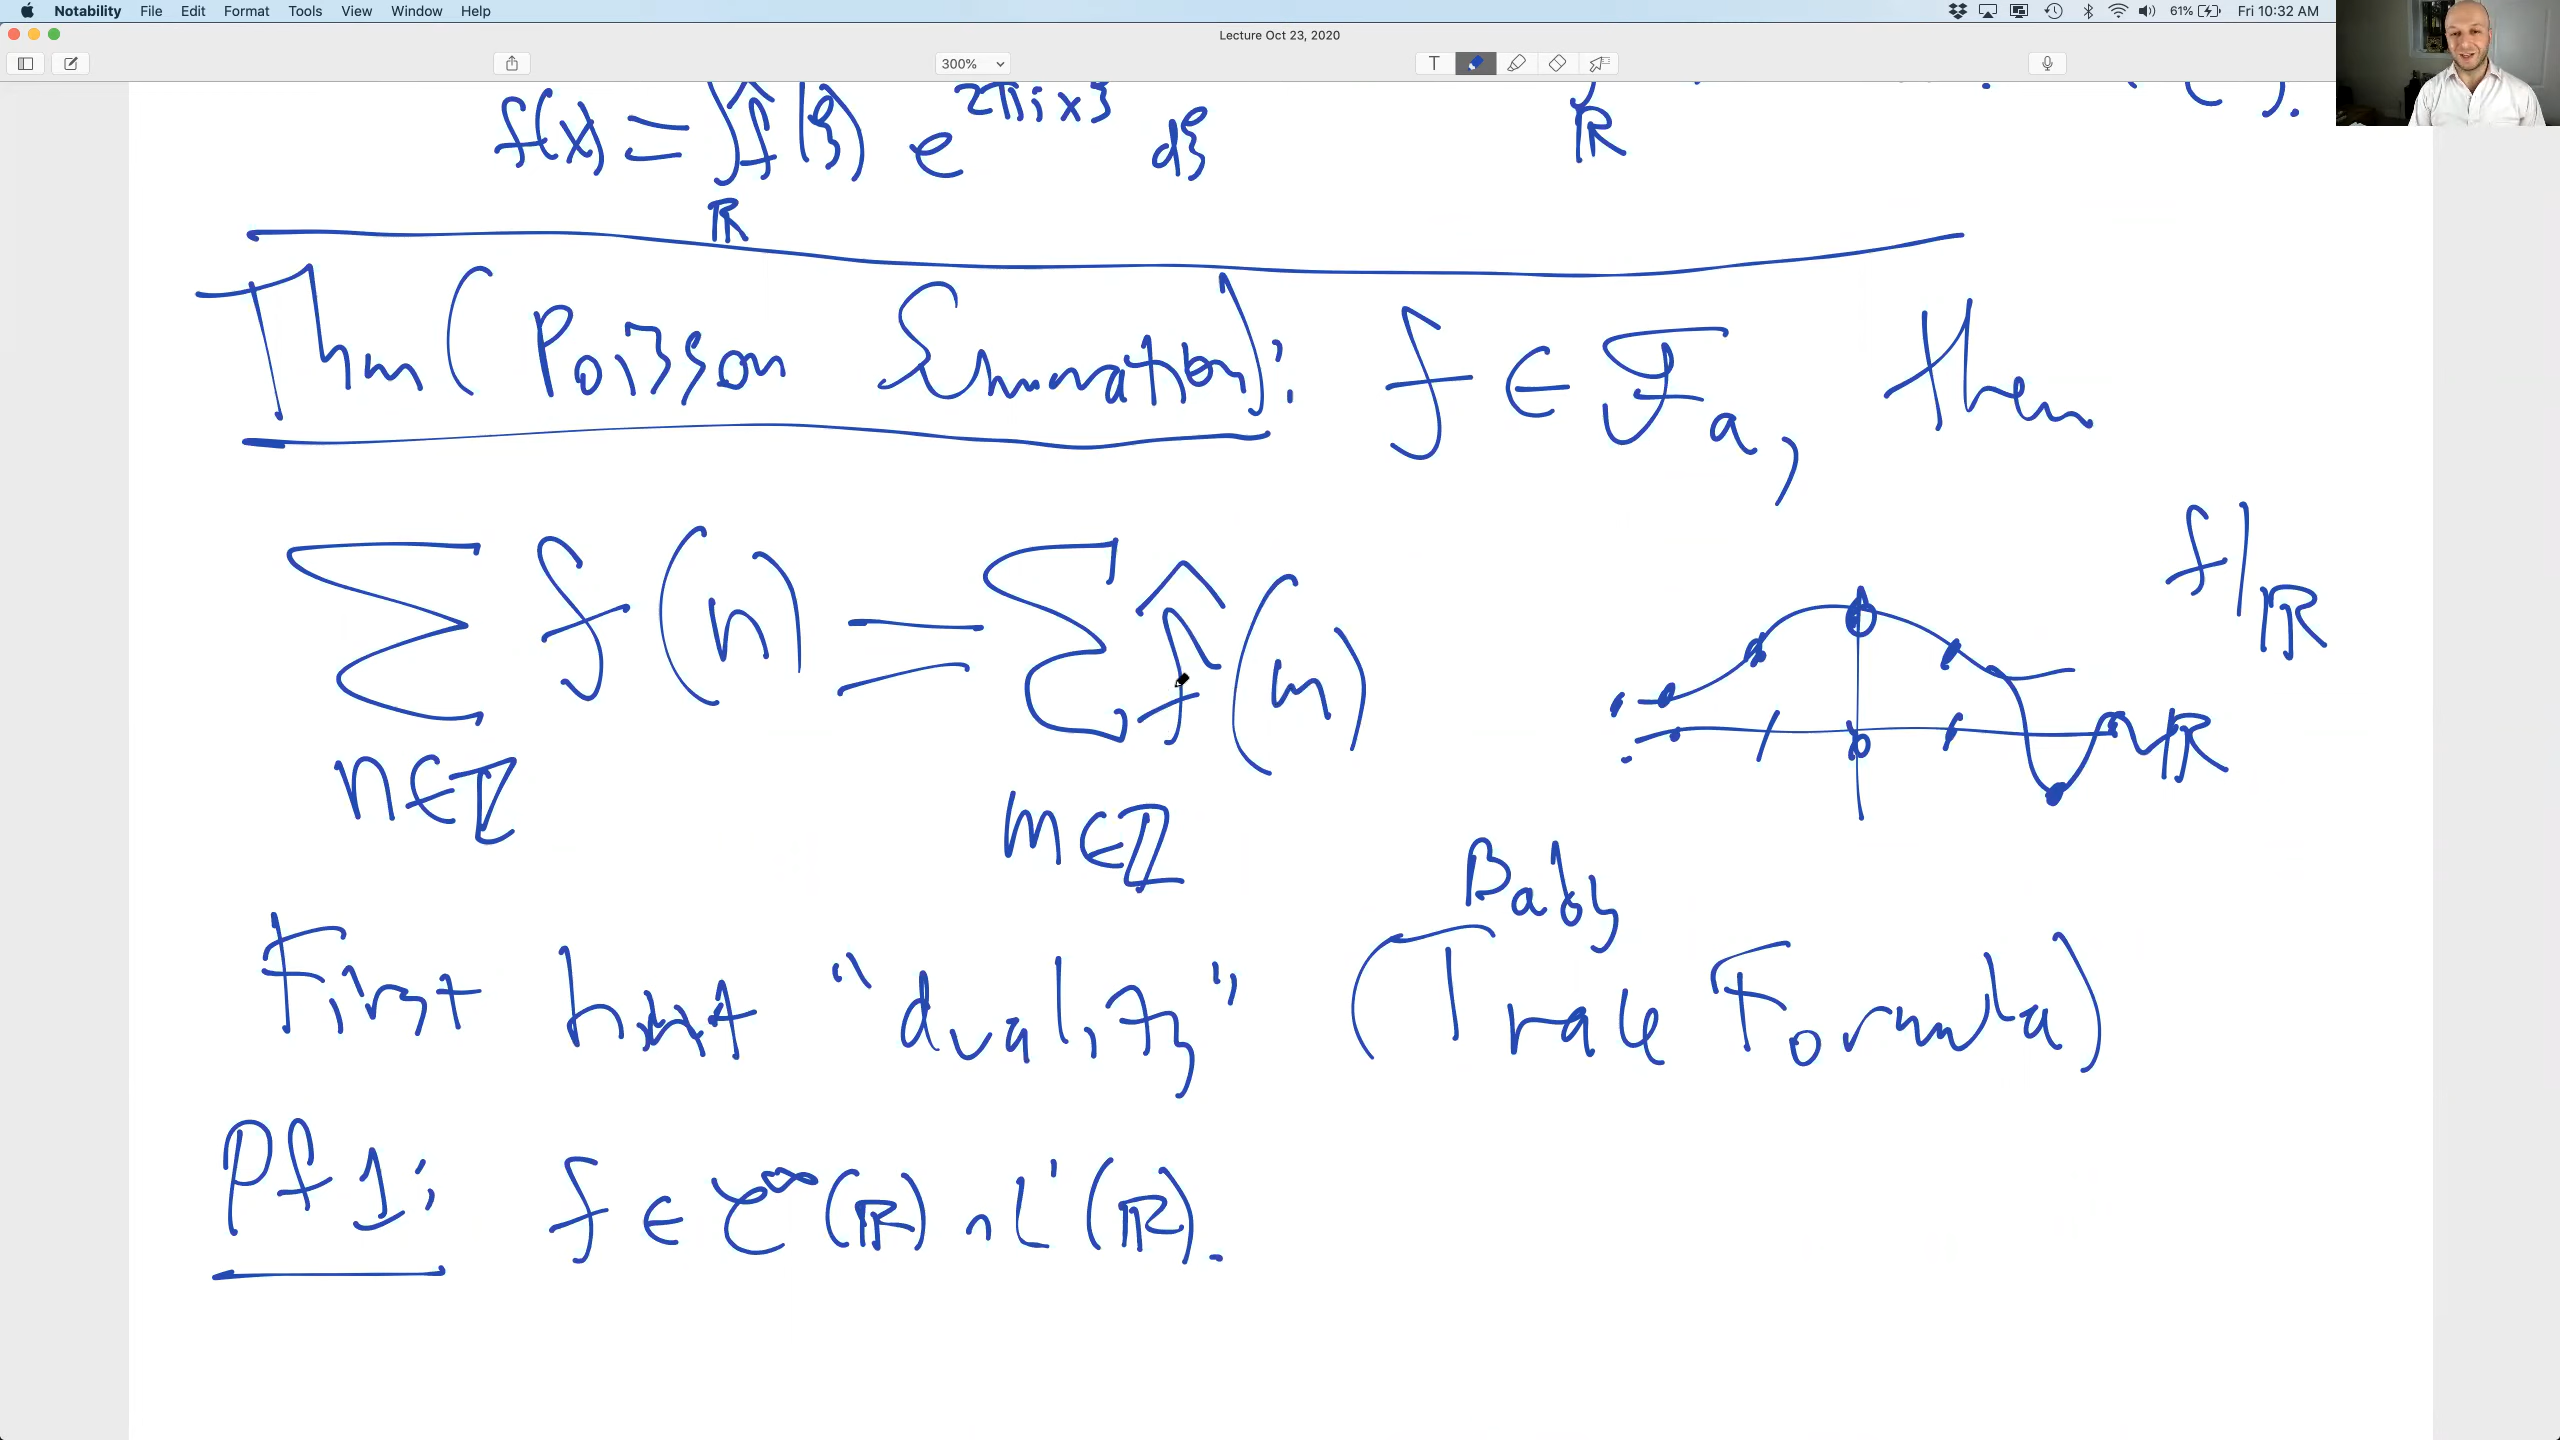 Notability File Edit Format Tools View Window Help 61% Fri 10:32 AM
Lecture Oct 23, 2020
300% T
f(x) = ∫_ℝ f̂(ξ) e^{2πixξ} dξ
ℝ ).
Thm (Poisson Summation): f ∈ F_a, then
∑_{n∈ℤ} f(n) = ∑_{m∈ℤ} f̂(m)
f|_ℝ
0 ℝ
Baby
First hint "duality" (Trace Formula)
Pf 1: f ∈ C^∞(ℝ) ∩ L^1(ℝ).